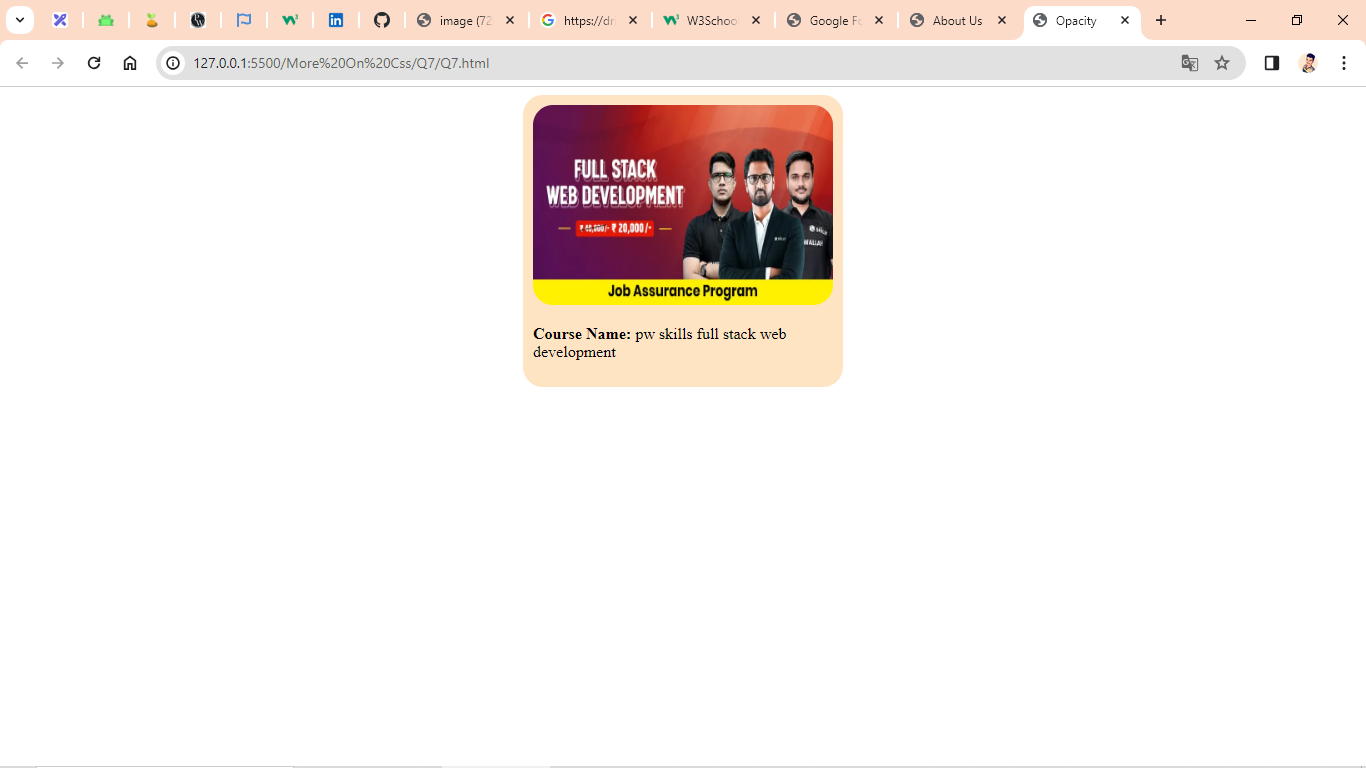 image (72
https://dr
W3Schoo
Google Fo
About Us
Opacity
127.0.0.1:5500/More%20On%20Css/Q7/Q7.html
FULL STACK
WEB DEVELOPMENT
₹ 20,000/-
SKILLS
WALLAH
Job Assurance Program
Course Name: pw skills full stack web
development